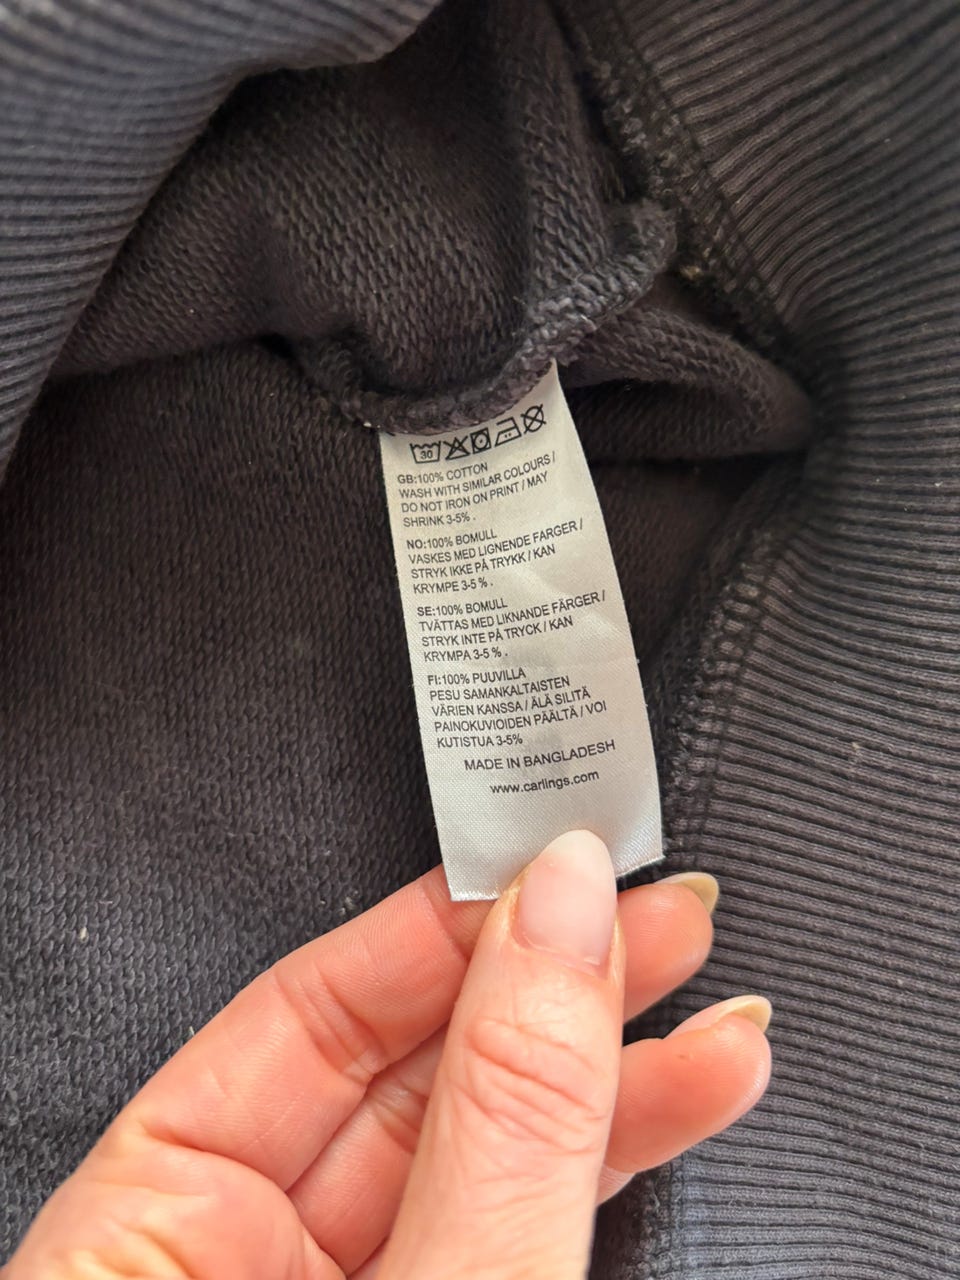 30
GB:100% COTTON
WASH WITH SIMILAR COLOURS /
DO NOT IRON ON PRINT / MAY
SHRINK 3-5% .
NO:100% BOMULL
VASKES MED LIGNENDE FARGER /
STRYK IKKE PÅ TRYKK / KAN
KRYMPE 3-5 % .
SE:100% BOMULL
TVÄTTAS MED LIKNANDE FÄRGER /
STRYK INTE PÅ TRYCK / KAN
KRYMPA 3-5 % .
FI:100% PUUVILLA
PESU SAMANKALTAISTEN
VÄRIEN KANSSA / ÄLÄ SILITÄ
PAINOKUVIOIDEN PÄÄLTÄ / VOI
KUTISTUA 3-5%
MADE IN BANGLADESH
www.carlings.com